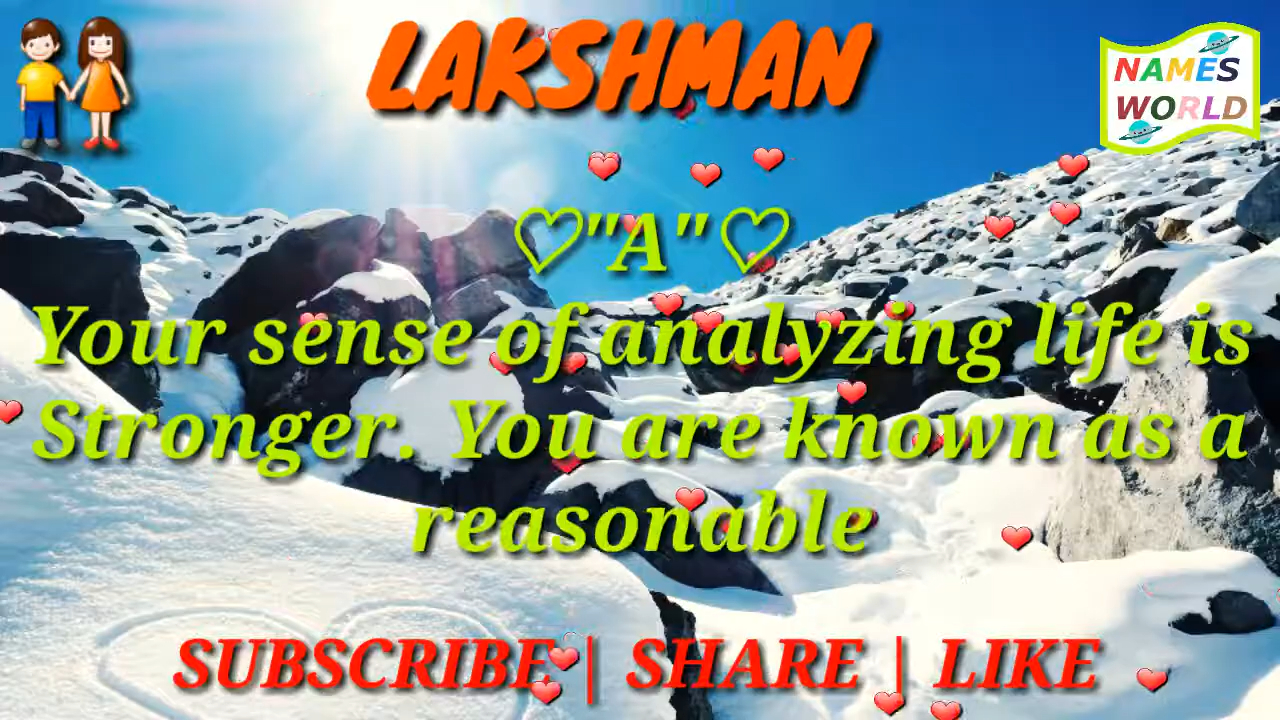 LAKSHMAN
NAMES
WORLD
♡"A"♡
Your sense of analyzing life is
Stronger. You are known as a
reasonable
SUBSCRIBE | SHARE | LIKE